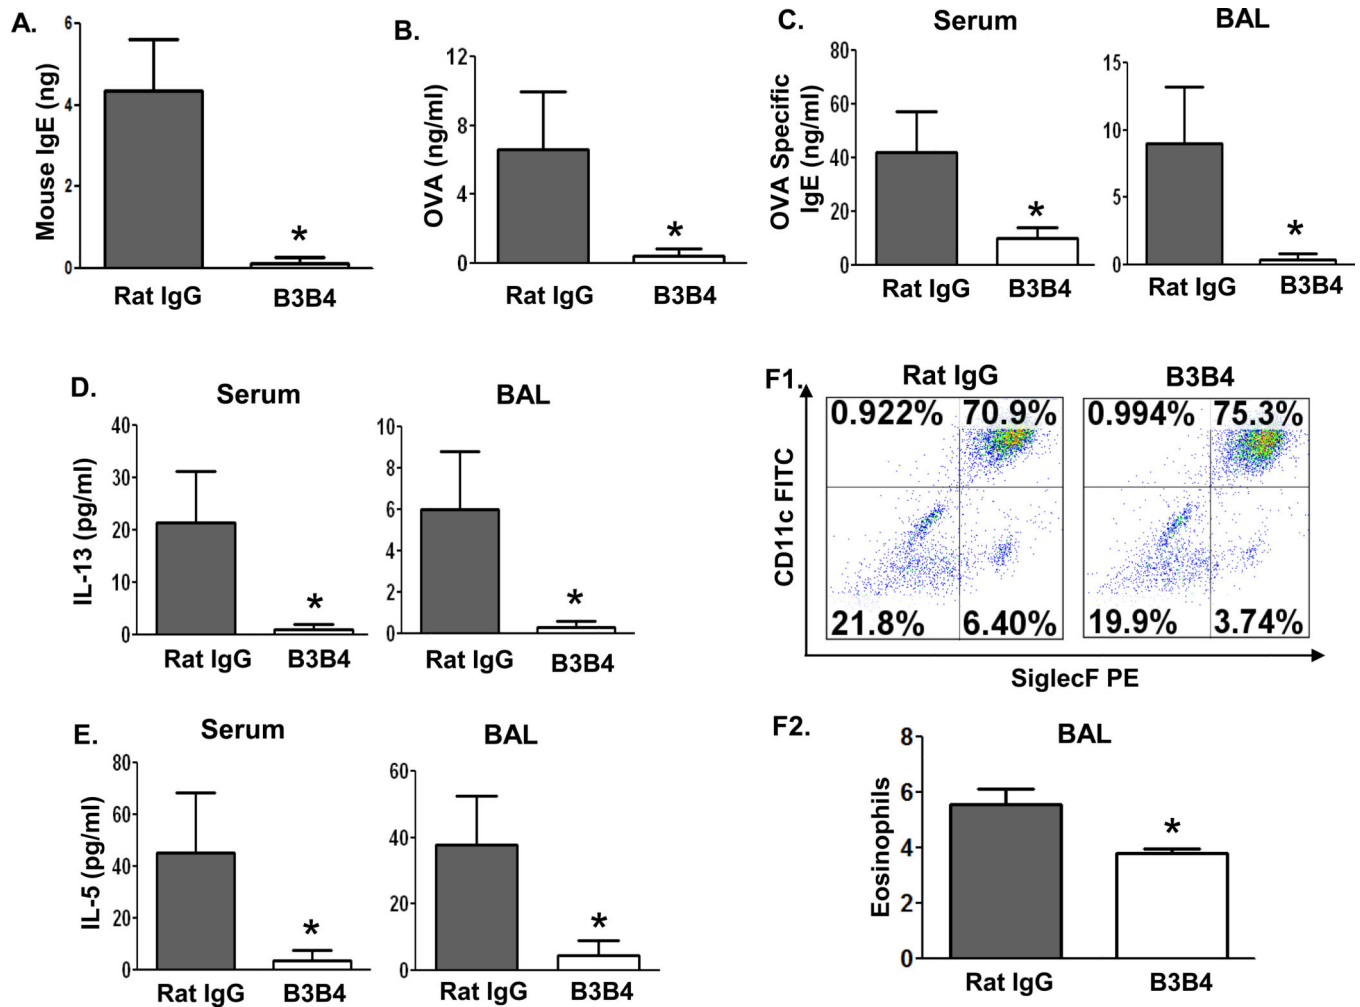 A.
Mouse IgE (ng)
6
4
2
0
Rat IgG
B3B4
*
B.
OVA (ng/ml)
12
9
6
3
0
Rat IgG
B3B4
*
C.
Serum
OVA Specific
IgE (ng/ml)
80
60
40
20
0
Rat IgG
B3B4
*
BAL
15
10
5
0
Rat IgG
B3B4
*
D.
Serum
IL-13 (pg/ml)
40
30
20
10
0
Rat IgG
B3B4
*
BAL
10
8
6
4
2
0
Rat IgG
B3B4
*
E.
Serum
IL-5 (pg/ml)
80
60
40
20
0
Rat IgG
B3B4
*
BAL
60
40
20
0
Rat IgG
B3B4
*
F1.
Rat IgG
B3B4
CD11c FITC
0.922% 70.9%
21.8% 6.40%
0.994% 75.3%
19.9% 3.74%
SiglecF PE
F2.
BAL
Eosinophils
8
6
4
2
0
Rat IgG
B3B4
*